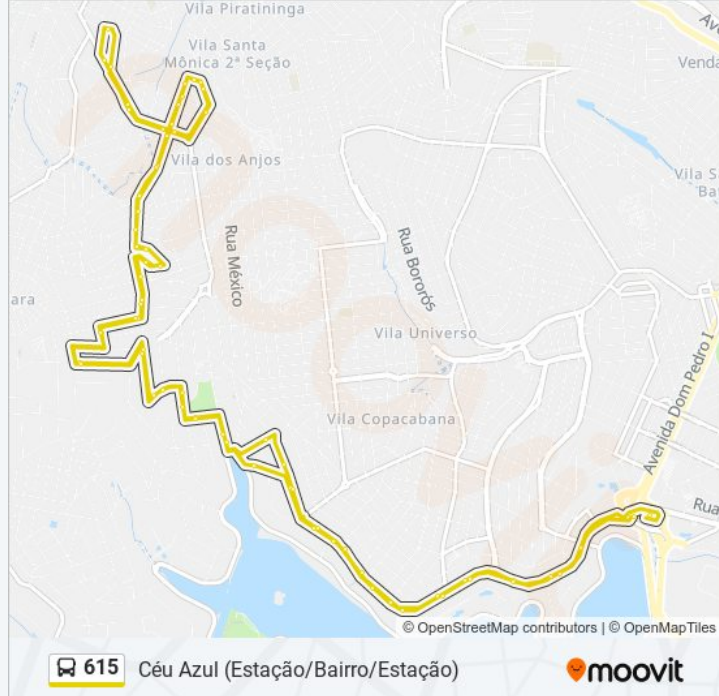 Vila Piratininga
Vila Santa
Mônica 2ª Seção
Vila dos Anjos
Rua México
Rua Bororós
ara
Vila Universo
Vila Copacabana
Avenida Dom Pedro I
Av
Venda
Vila S
Ba
Rua
© OpenStreetMap contributors | © OpenMapTiles
615
Céu Azul (Estação/Bairro/Estação)
moovit